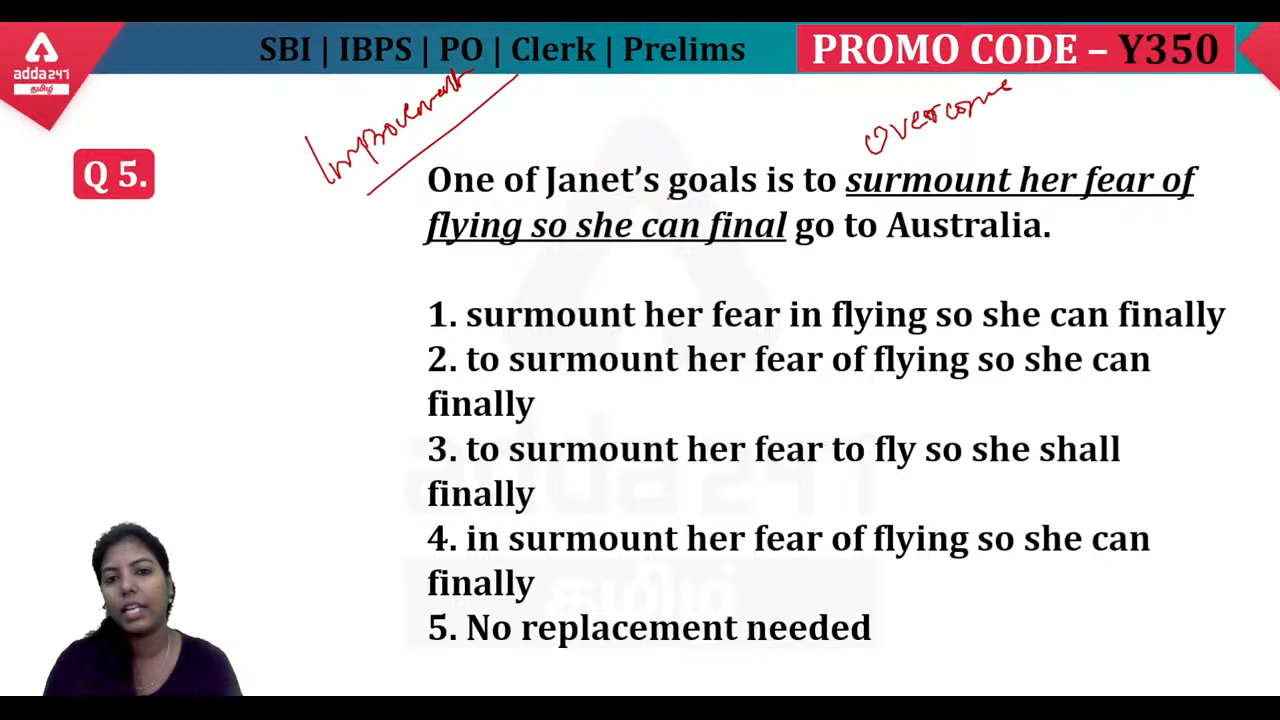 SBI | IBPS | PO | Clerk | Prelims
PROMO CODE – Y350
adda247
தமிழ்
Improvement
overcome
Q 5.
One of Janet’s goals is to surmount her fear of
flying so she can final go to Australia.
1. surmount her fear in flying so she can finally
2. to surmount her fear of flying so she can
finally
3. to surmount her fear to fly so she shall
finally
4. in surmount her fear of flying so she can
finally
5. No replacement needed
adda247
தமிழ்